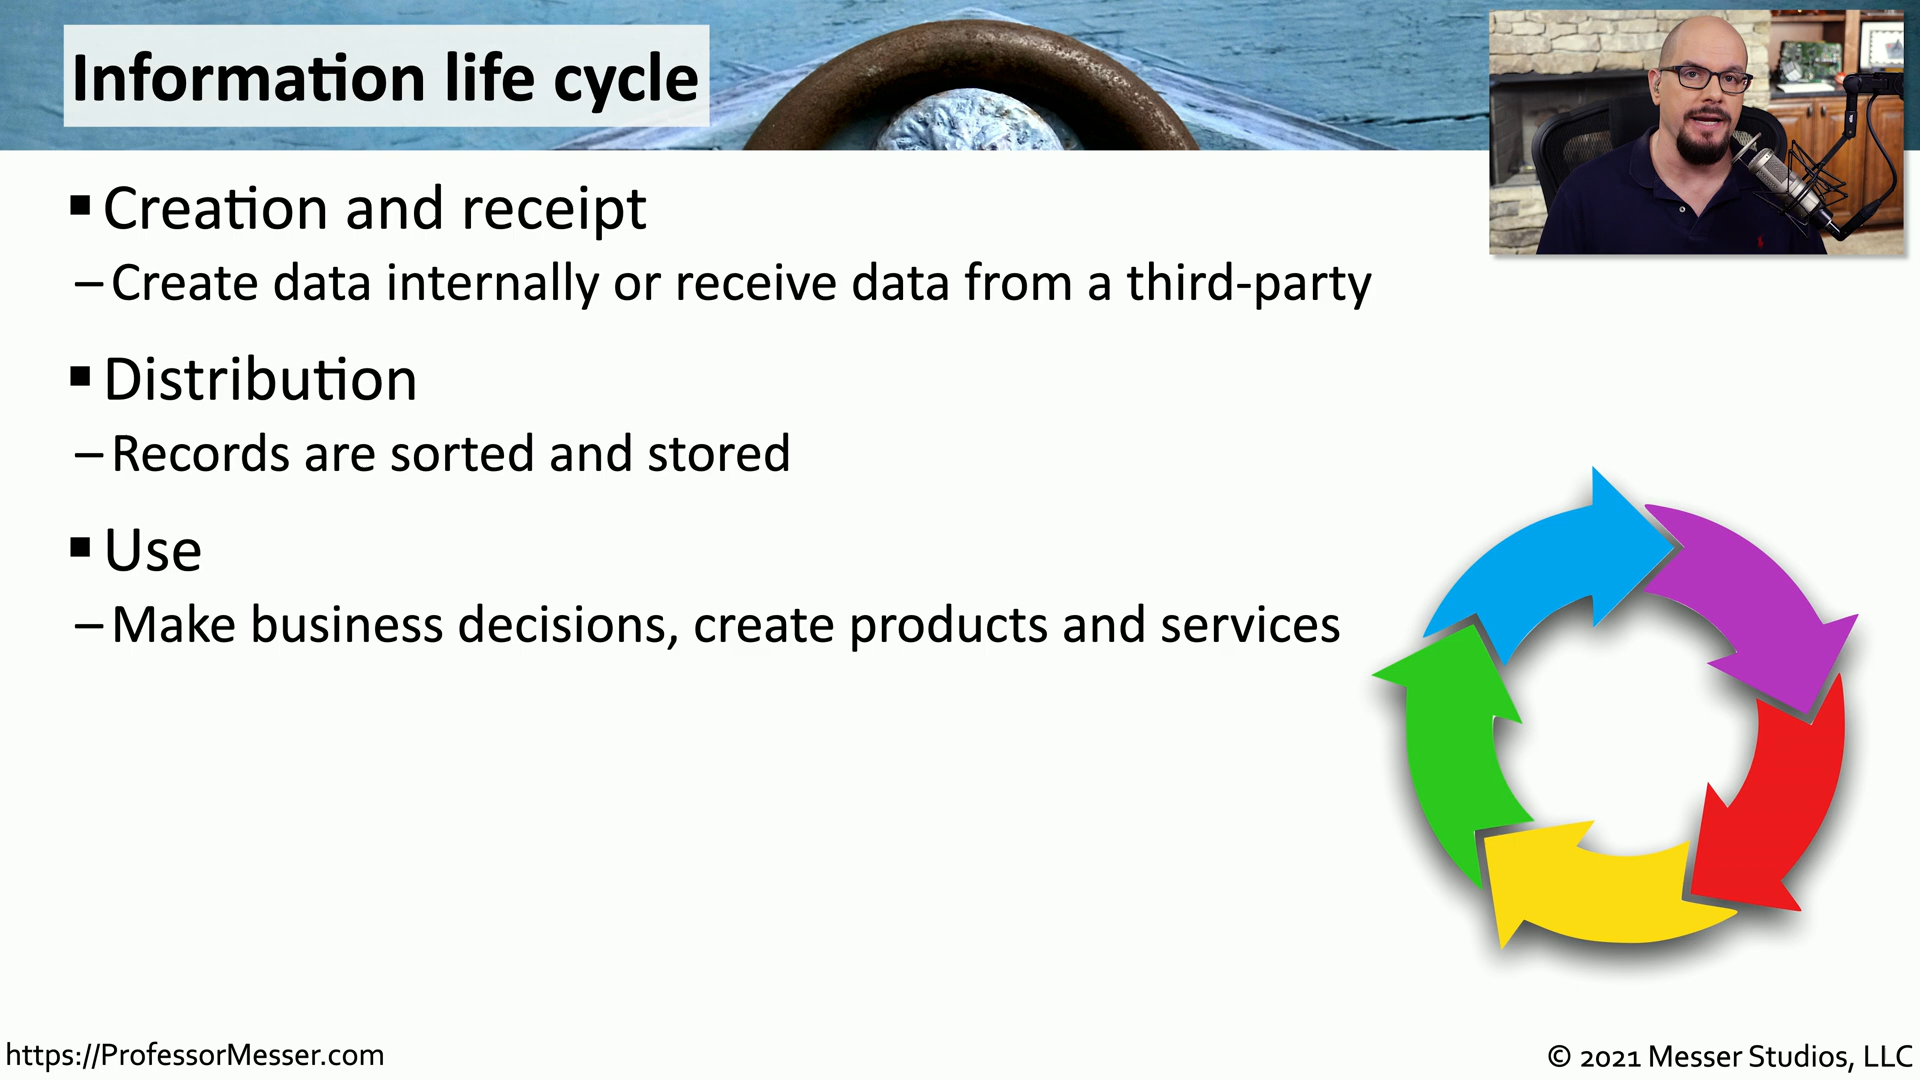 Information life cycle
▪ Creation and receipt
– Create data internally or receive data from a third-party
▪ Distribution
– Records are sorted and stored
▪ Use
– Make business decisions, create products and services
https://ProfessorMesser.com
© 2021 Messer Studios, LLC